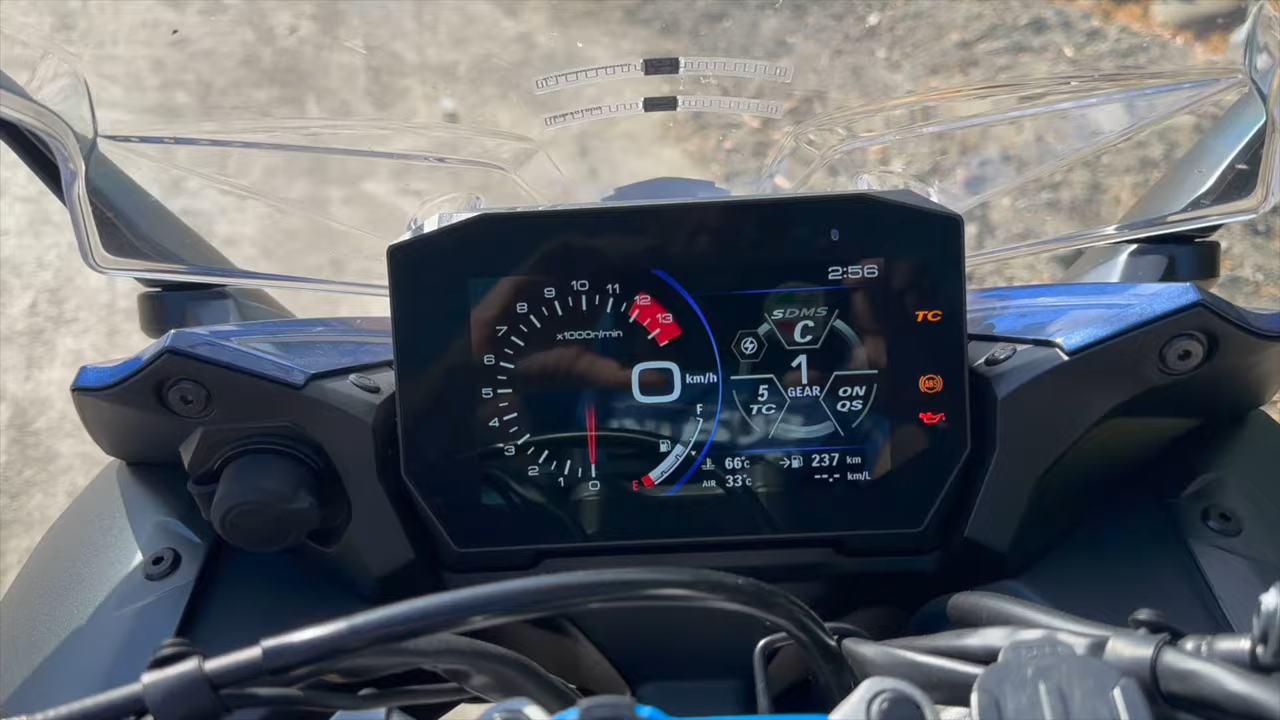 2:56
10
9
11
8
12
7
13
x1000r/min
6
5
4
3
2
1
0
0 km/h
F
E
SDMS
C
1
GEAR
5
TC
ON
QS
66°C
237 km
AIR 33°C
--.- km/L
TC
ABS